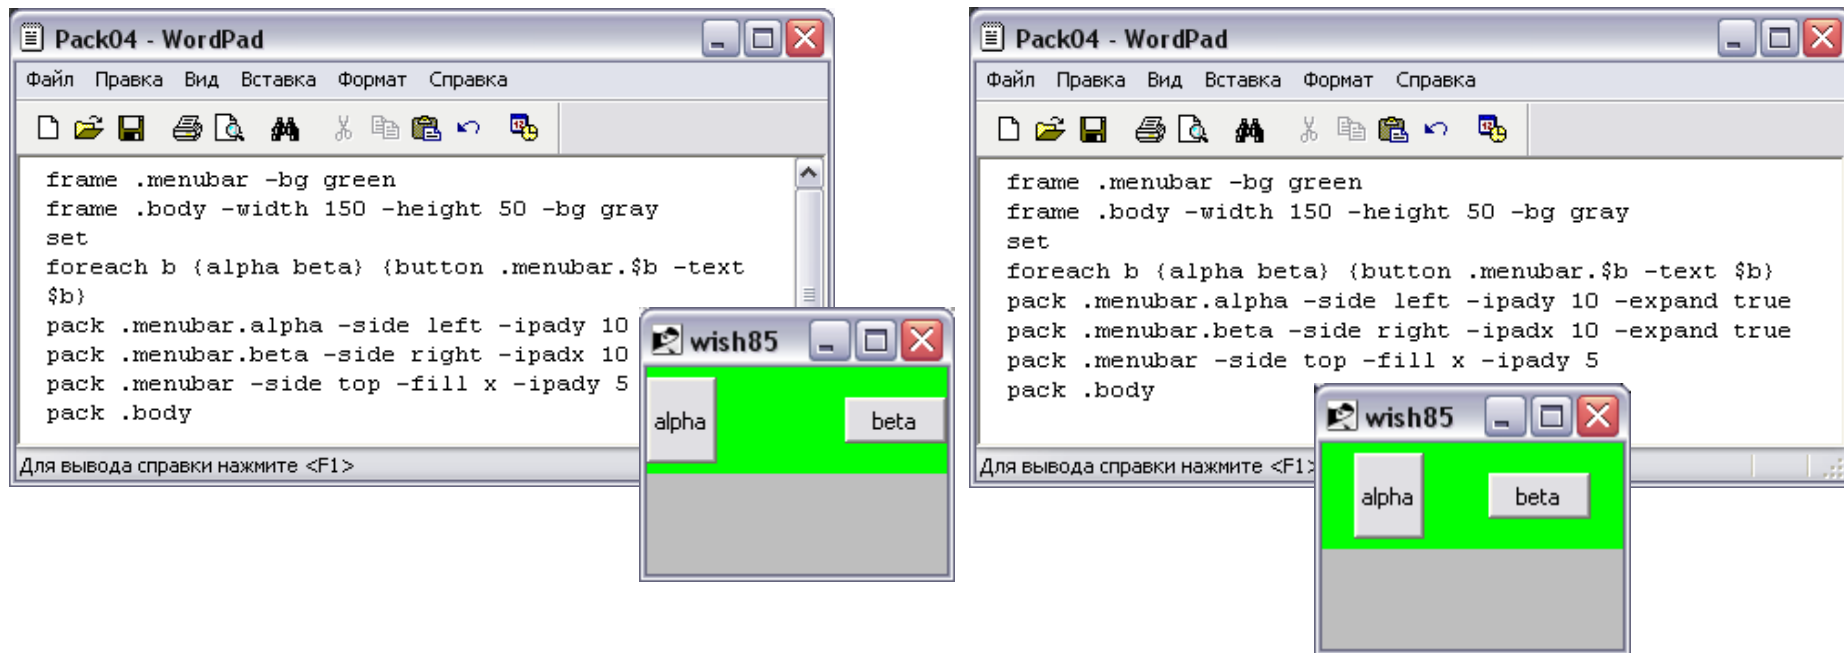 Pack04 - WordPad
Файл Правка Вид Вставка Формат Справка
frame .menubar -bg green
frame .body -width 150 -height 50 -bg gray
set
foreach b {alpha beta} {button .menubar.$b -text
$b}
pack .menubar.alpha -side left -ipady 10
pack .menubar.beta -side right -ipadx 10
pack .menubar -side top -fill x -ipady 5
pack .body
Для вывода справки нажмите <F1>
wish85
alpha
beta
Pack04 - WordPad
Файл Правка Вид Вставка Формат Справка
frame .menubar -bg green
frame .body -width 150 -height 50 -bg gray
set
foreach b {alpha beta} {button .menubar.$b -text $b}
pack .menubar.alpha -side left -ipady 10 -expand true
pack .menubar.beta -side right -ipadx 10 -expand true
pack .menubar -side top -fill x -ipady 5
pack .body
Для вывода справки нажмите <F1>
wish85
alpha
beta